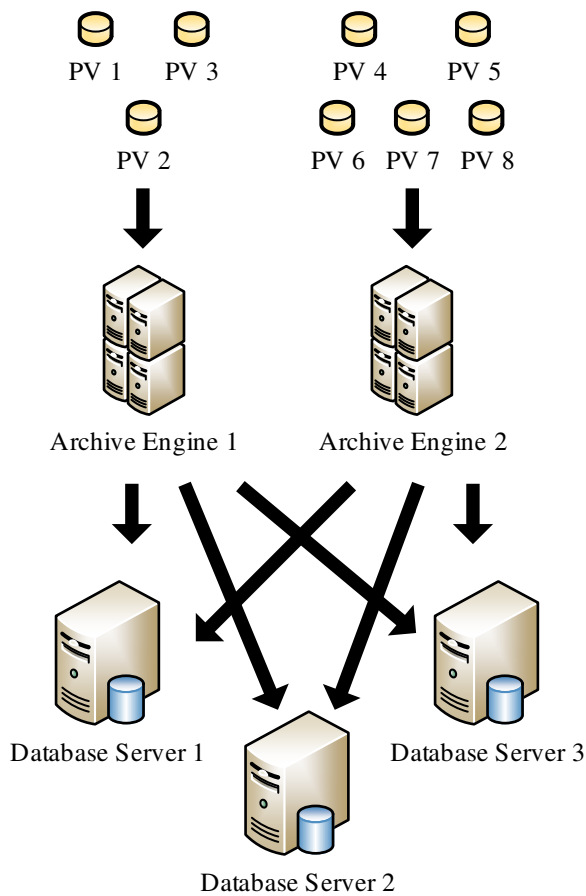 PV 1
PV 3
PV 4
PV 5
PV 2
PV 6
PV 7
PV 8
Archive Engine 1
Archive Engine 2
Database Server 1
Database Server 3
Database Server 2